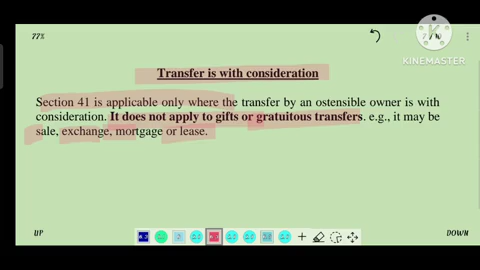 77%
KINEMASTER
Transfer is with consideration
Section 41 is applicable only where the transfer by an ostensible owner is with
consideration. It does not apply to gifts or gratuitous transfers. e.g., it may be
sale, exchange, mortgage or lease.
UP
DOWN